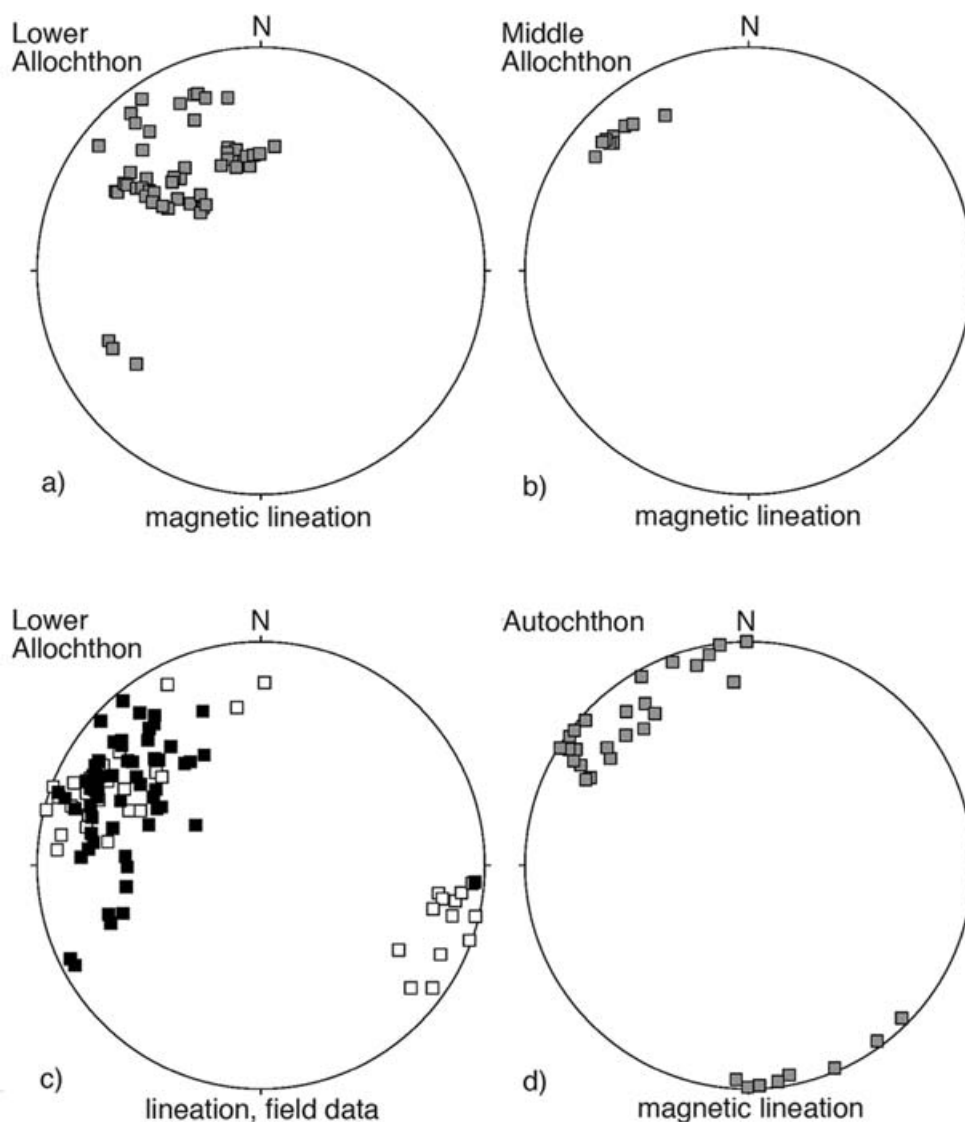 Lower
Allochthon
N
a)
magnetic lineation
Middle
Allochthon
N
b)
magnetic lineation
Lower
Allochthon
N
c)
lineation, field data
Autochthon
N
d)
magnetic lineation